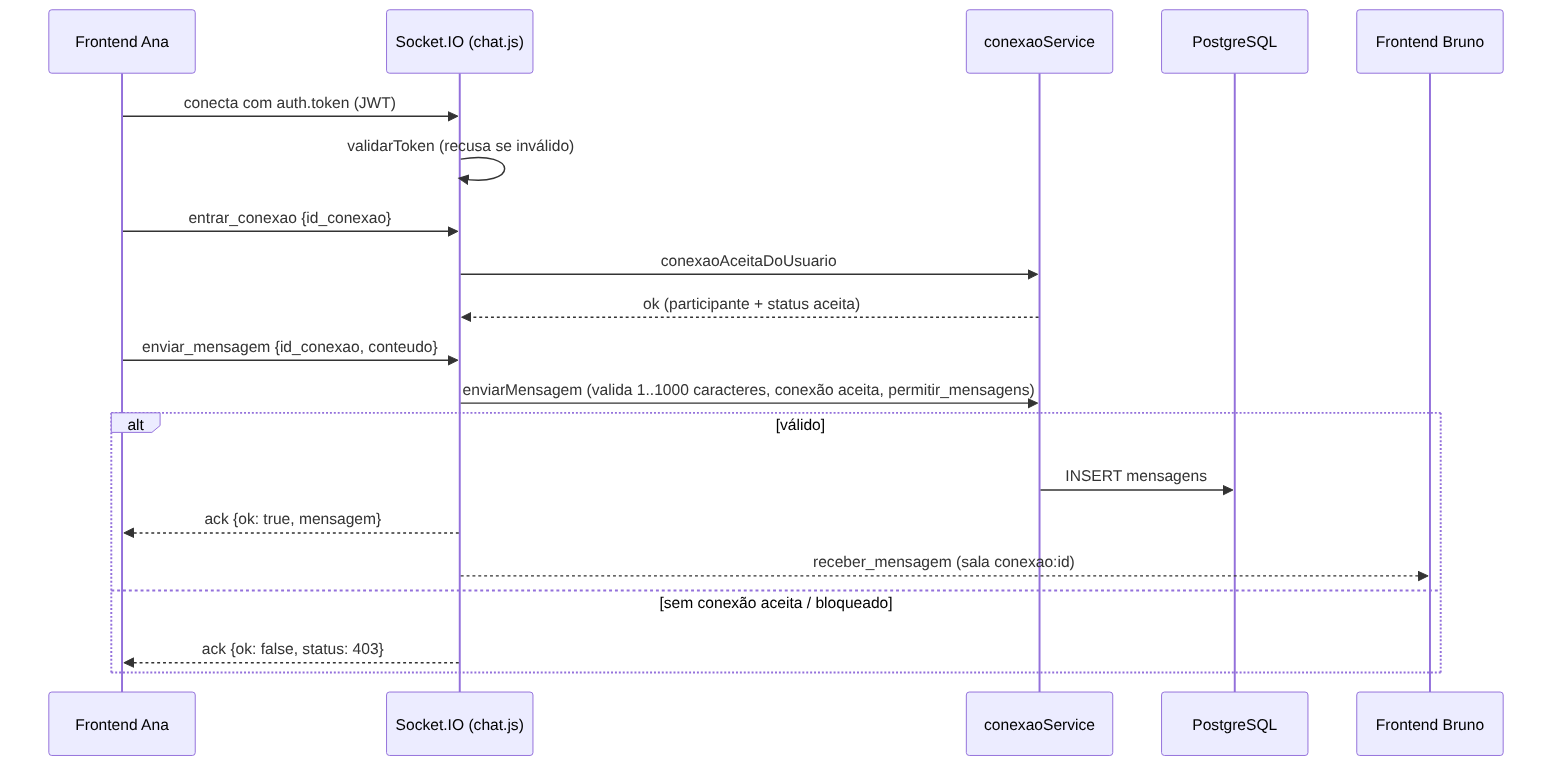 Frontend Ana
Socket.IO (chat.js)
conexaoService
PostgreSQL
Frontend Bruno
conecta com auth.token (JWT)
validarToken (recusa se inválido)
entrar_conexao {id_conexao}
conexaoAceitaDoUsuario
ok (participante + status aceita)
enviar_mensagem {id_conexao, conteudo}
enviarMensagem (valida 1..1000 caracteres, conexão aceita, permitir_mensagens)
alt
[válido]
INSERT mensagens
ack {ok: true, mensagem}
receber_mensagem (sala conexao:id)
[sem conexão aceita / bloqueado]
ack {ok: false, status: 403}
Frontend Ana
Socket.IO (chat.js)
conexaoService
PostgreSQL
Frontend Bruno